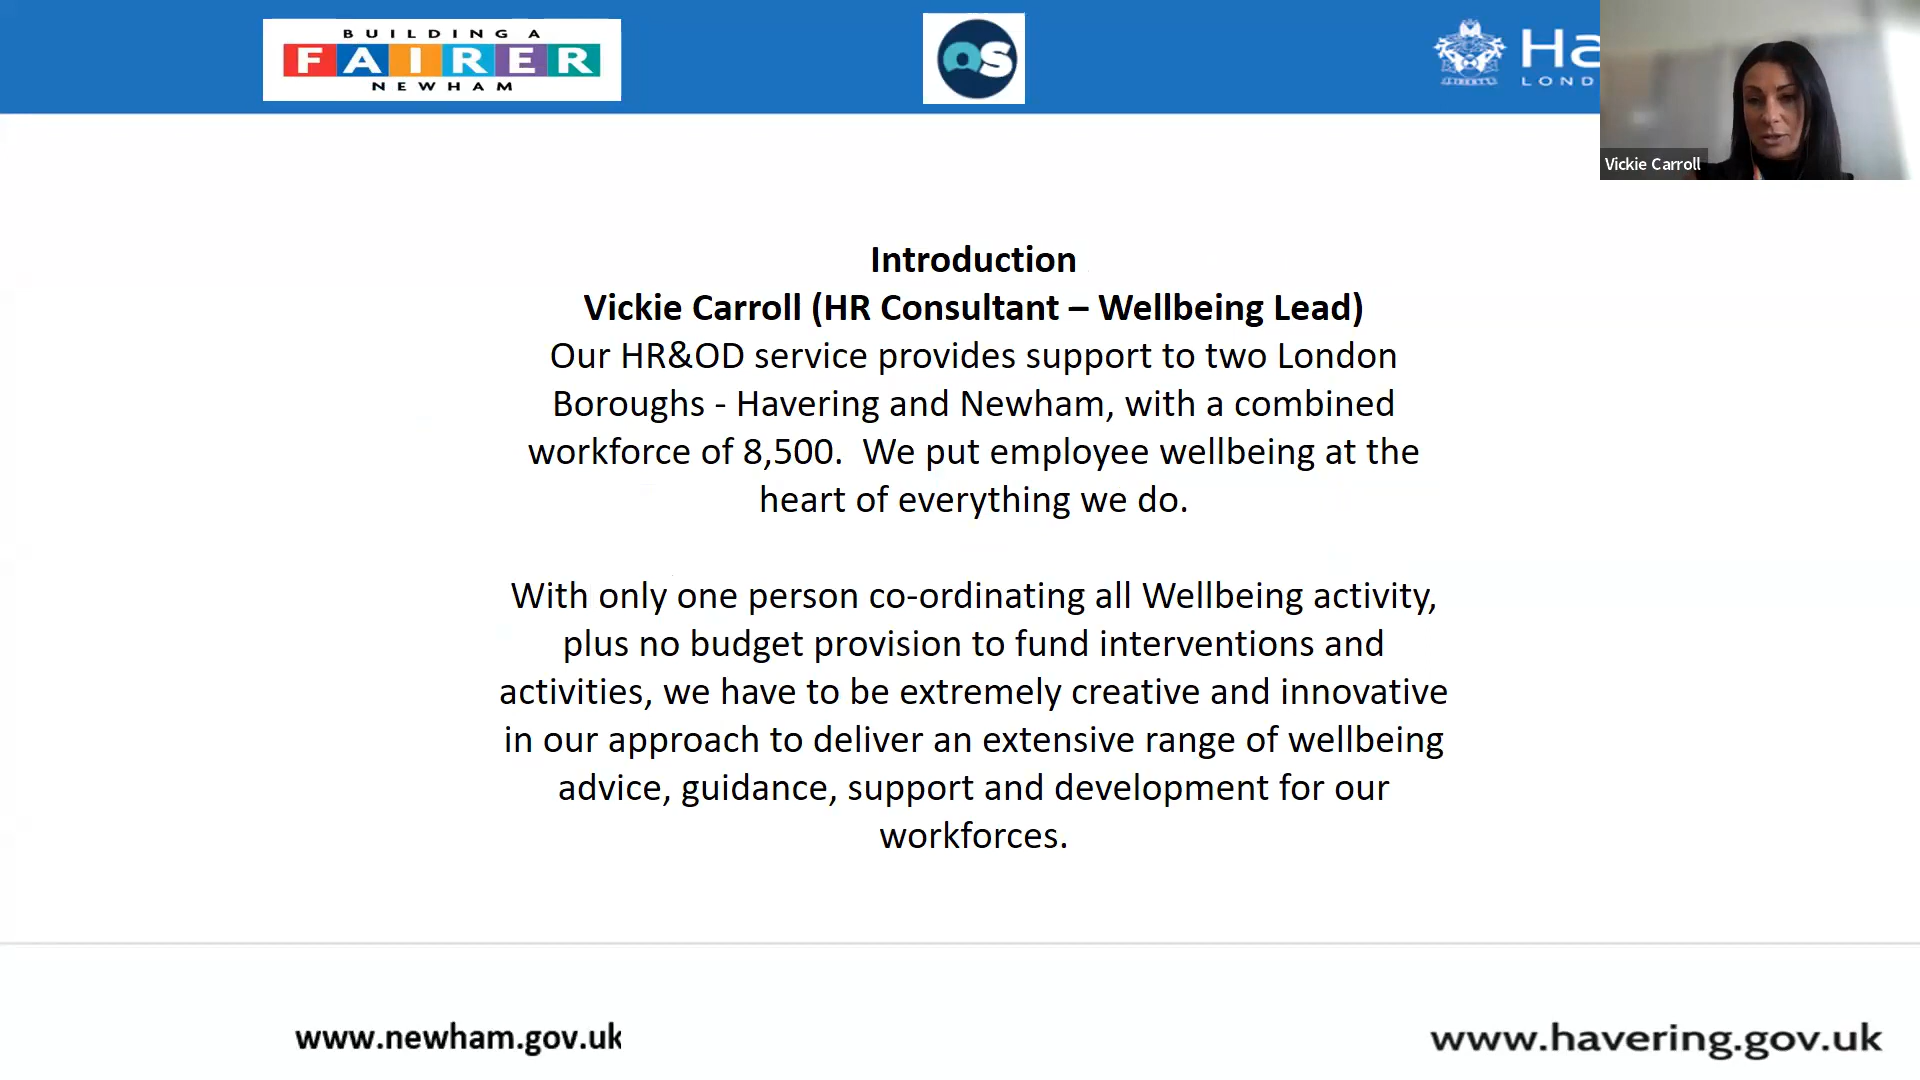 BUILDING A
FAIRER
NEWHAM
as
Ha
LOND
Vickie Carroll
Introduction
Vickie Carroll (HR Consultant – Wellbeing Lead)
Our HR&OD service provides support to two London
Boroughs - Havering and Newham, with a combined
workforce of 8,500.  We put employee wellbeing at the
heart of everything we do.
With only one person co-ordinating all Wellbeing activity,
plus no budget provision to fund interventions and
activities, we have to be extremely creative and innovative
in our approach to deliver an extensive range of wellbeing
advice, guidance, support and development for our
workforces.
www.newham.gov.uk
www.havering.gov.uk